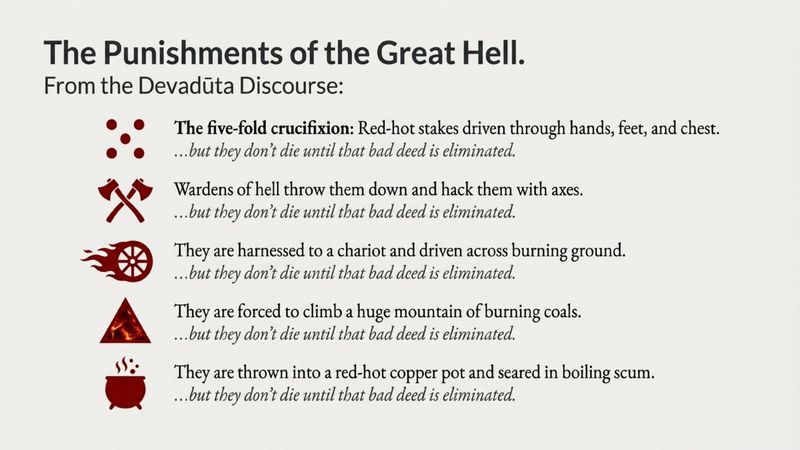 The Punishments of the Great Hell.
From the Devadūta Discourse:
The five-fold crucifixion: Red-hot stakes driven through hands, feet, and chest.
…but they don’t die until that bad deed is eliminated.
Wardens of hell throw them down and hack them with axes.
…but they don’t die until that bad deed is eliminated.
They are harnessed to a chariot and driven across burning ground.
…but they don’t die until that bad deed is eliminated.
They are forced to climb a huge mountain of burning coals.
…but they don’t die until that bad deed is eliminated.
They are thrown into a red-hot copper pot and seared in boiling scum.
…but they don’t die until that bad deed is eliminated.